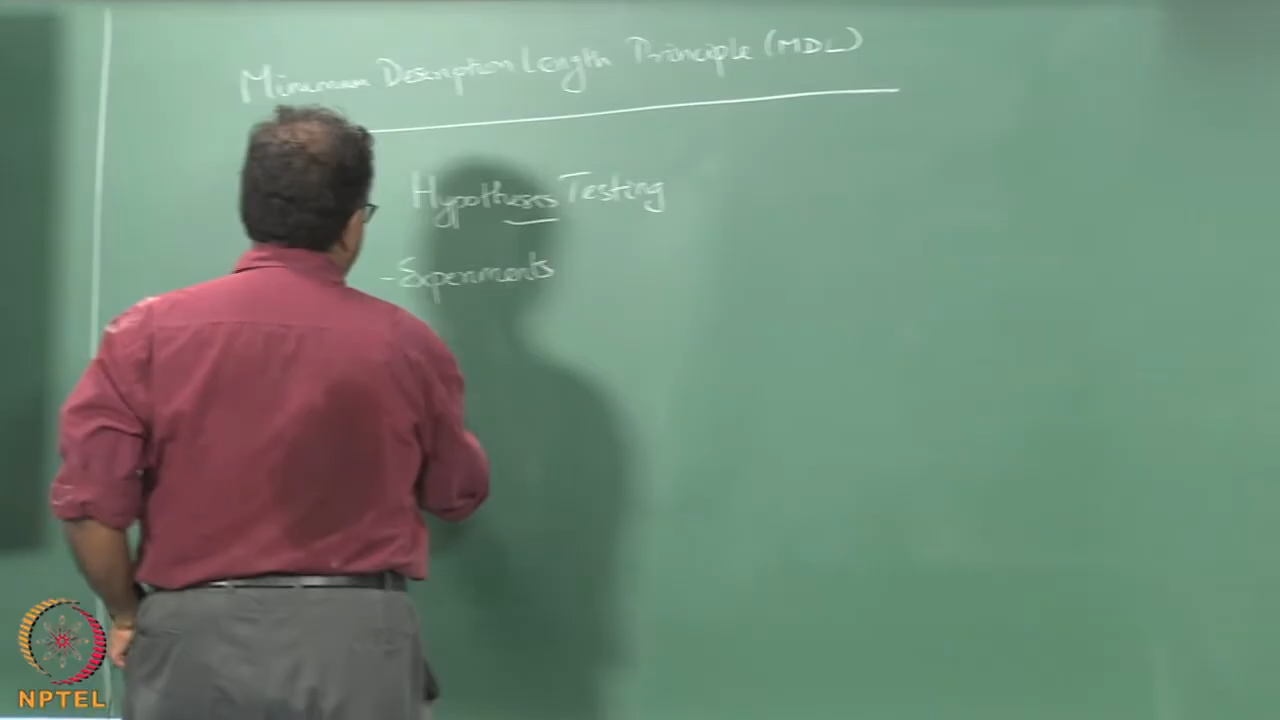 Minimum Description Length Principle (MDL)
Hypothesis Testing
- Experiments
NPTEL